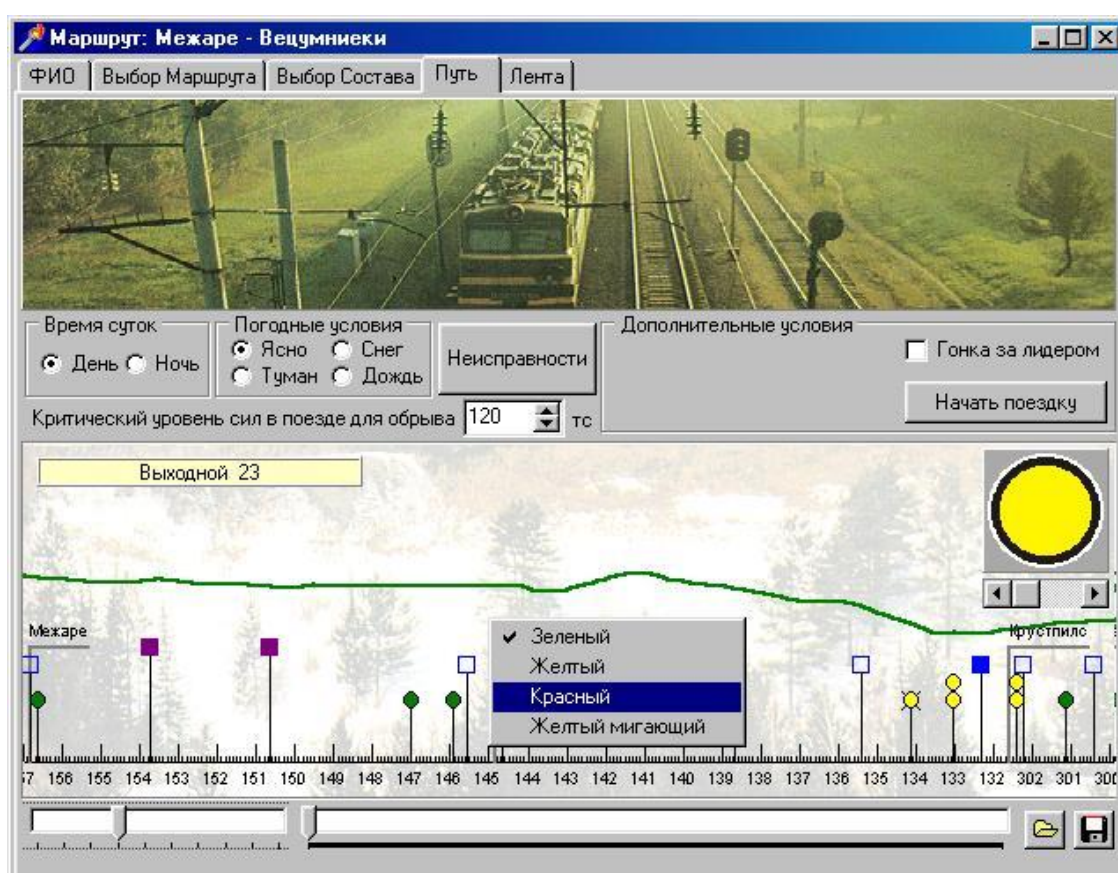 Маршрут: Межаре - Вецумниеки
ФИО Выбор Маршрута Выбор Состава Путь Лента
Время суток Погодные условия Дополнительные условия
День Ночь Ясно Снег Неисправности Гонка за лидером
Туман Дождь
Критический уровень сил в поезде для обрыва 120 тс Начать поездку
Выходной 23
Межаре Крустпилс
Зеленый
Желтый
Красный
Желтый мигающий
57 156 155 154 153 152 151 150 149 148 147 146 145 144 143 142 141 140 139 138 137 136 135 134 133 132 302 301 300